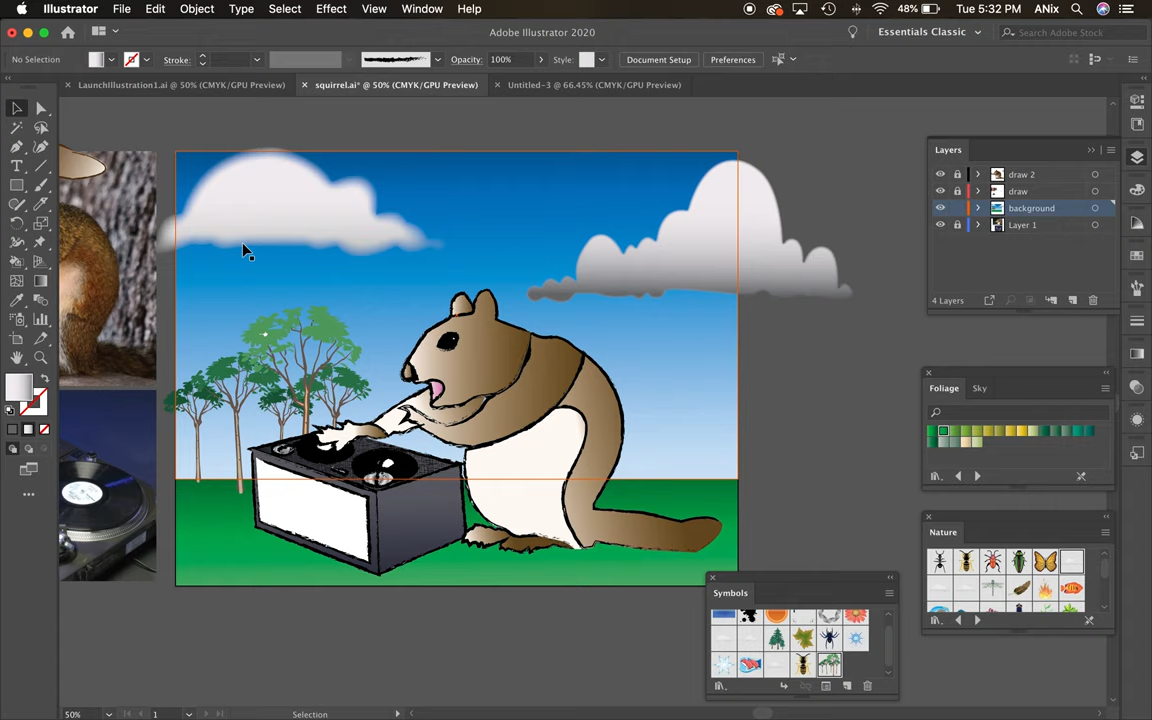 Illustrator File Edit Object Type Select Effect View Window Help 48% Tue 5:32 PM ANix
Adobe Illustrator 2020 Essentials Classic Search Adobe Stock
No Selection Stroke: Opacity: 100% Style: Document Setup Preferences
× LaunchIllustration1.ai @ 50% (CMYK/GPU Preview) × squirrel.ai* @ 50% (CMYK/GPU Preview) × Untitled-3 @ 66.45% (CMYK/GPU Preview)
Layers
draw 2
draw
background
Layer 1
4 Layers
Foliage Sky
Nature
Symbols
50% 1 Selection